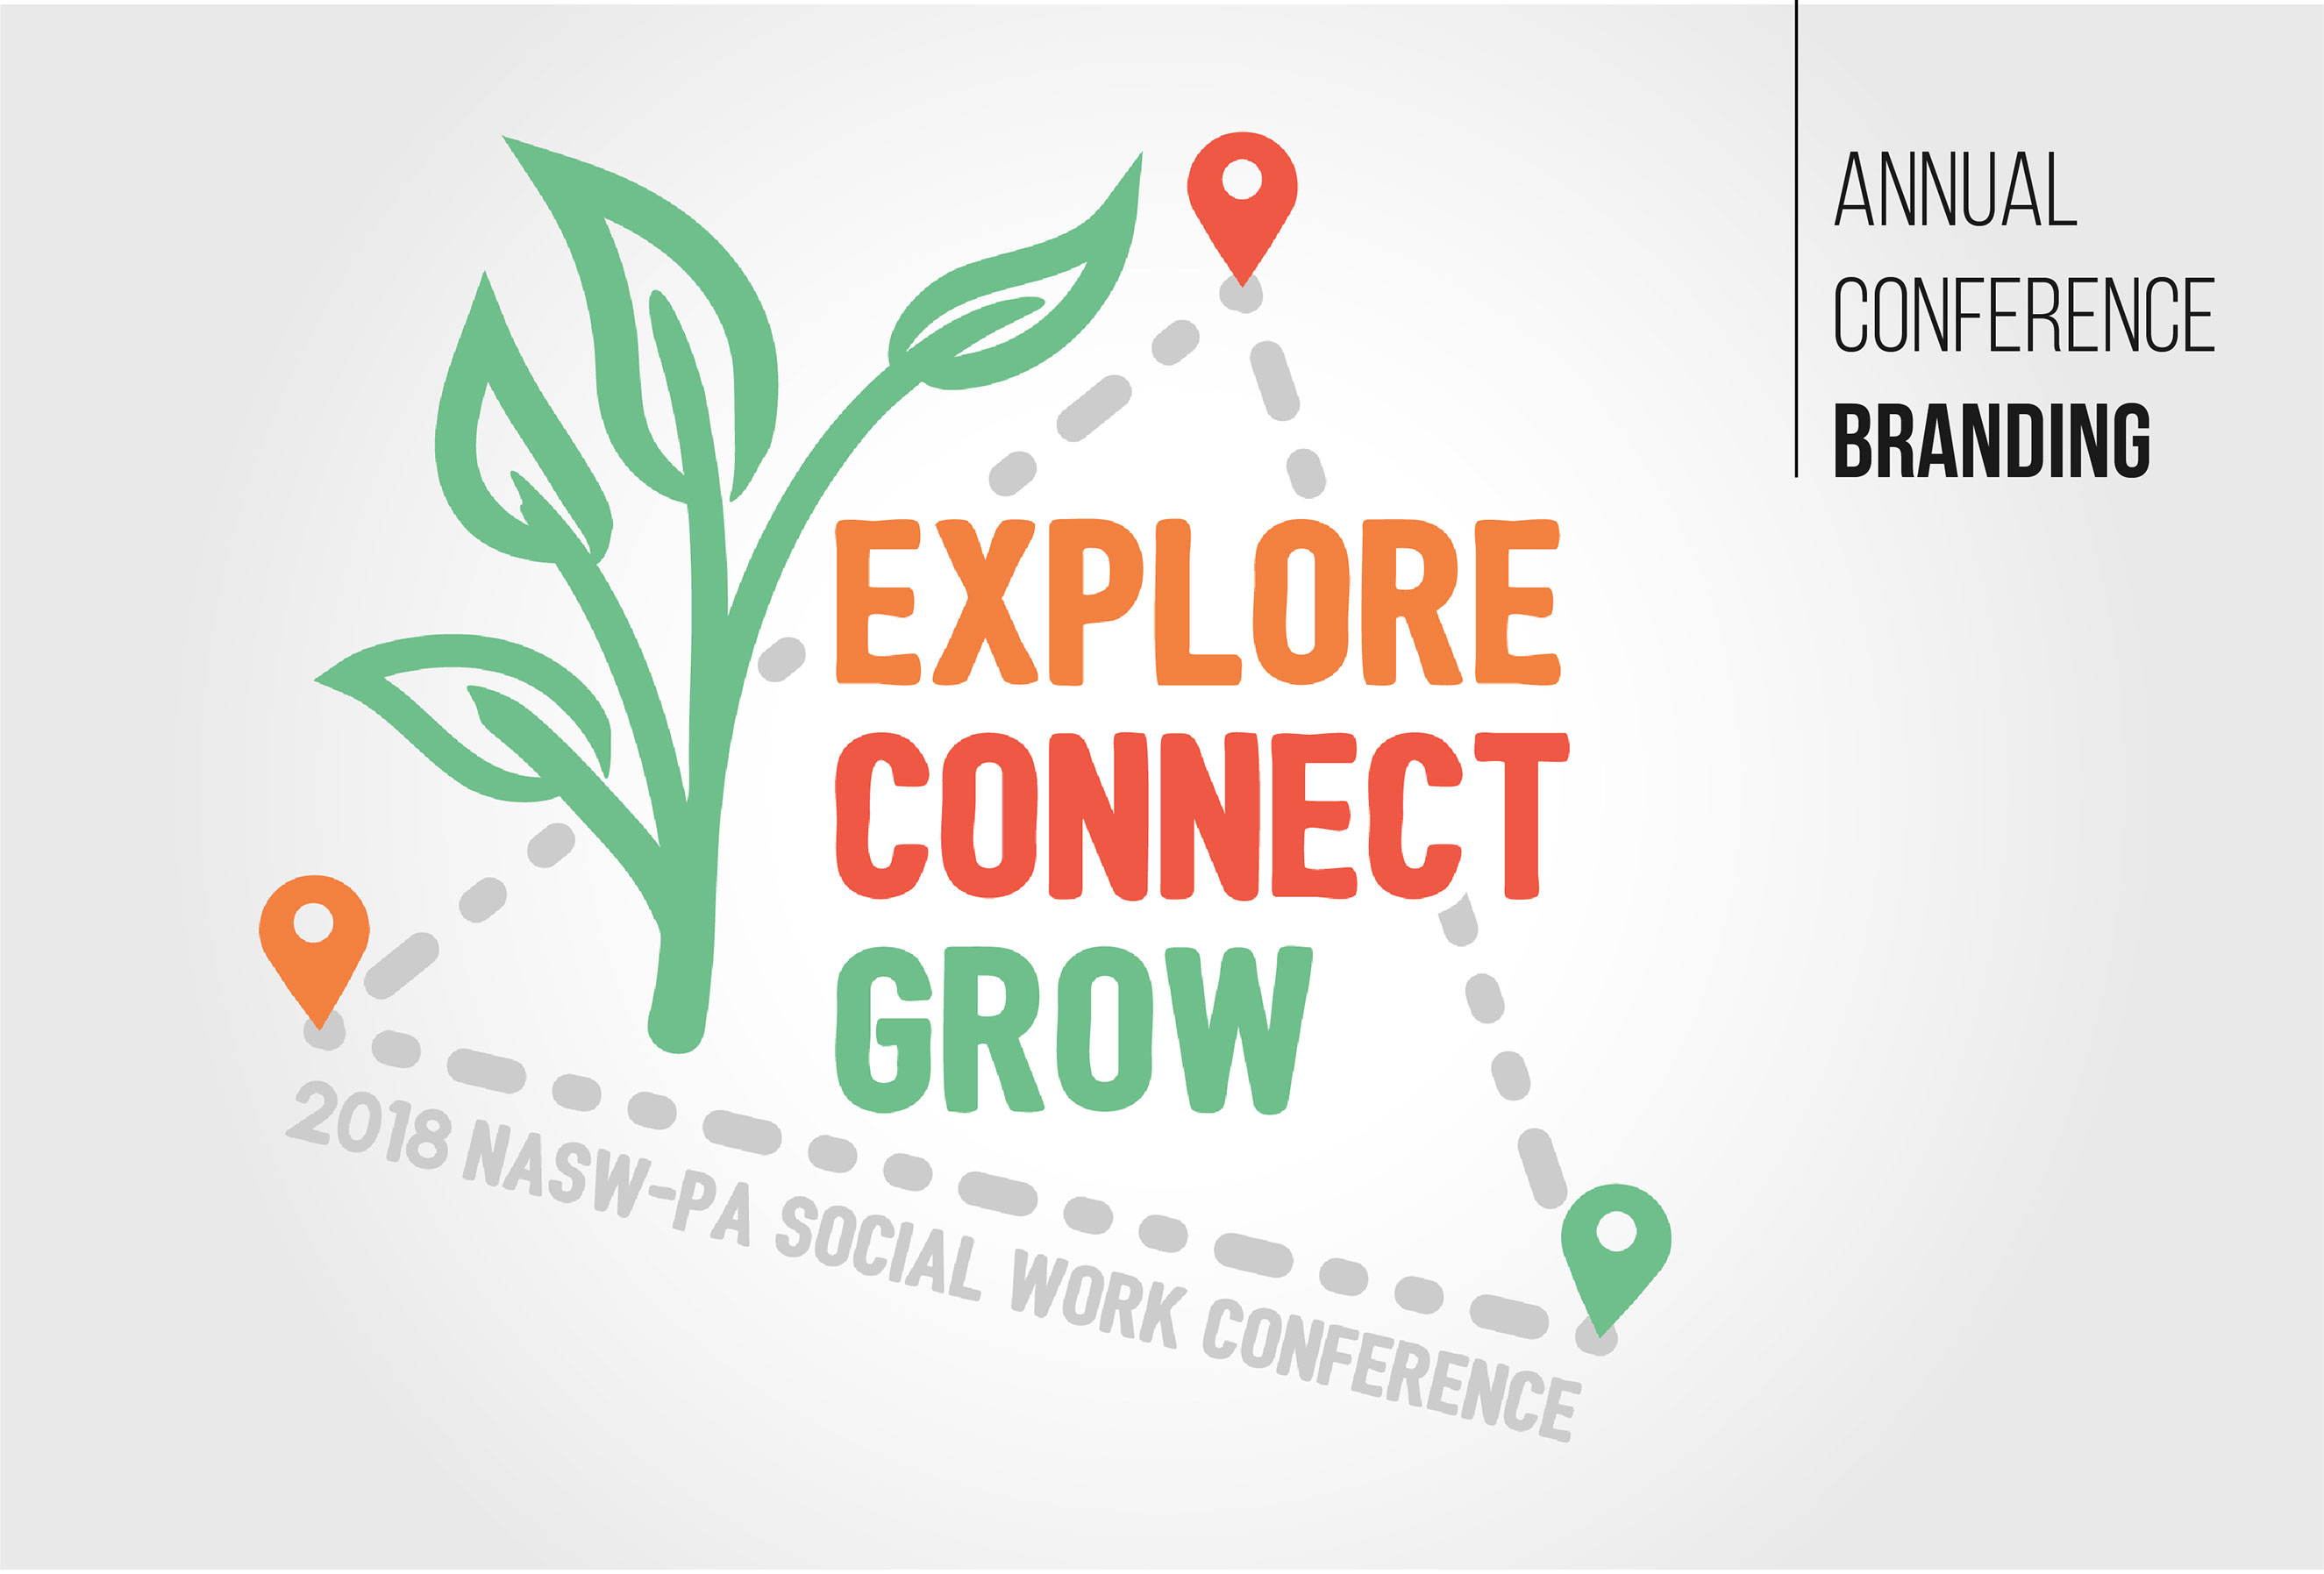 ANNUAL
CONFERENCE
BRANDING
EXPLORE
CONNECT
GROW
2018 NASW-PA SOCIAL WORK CONFERENCE